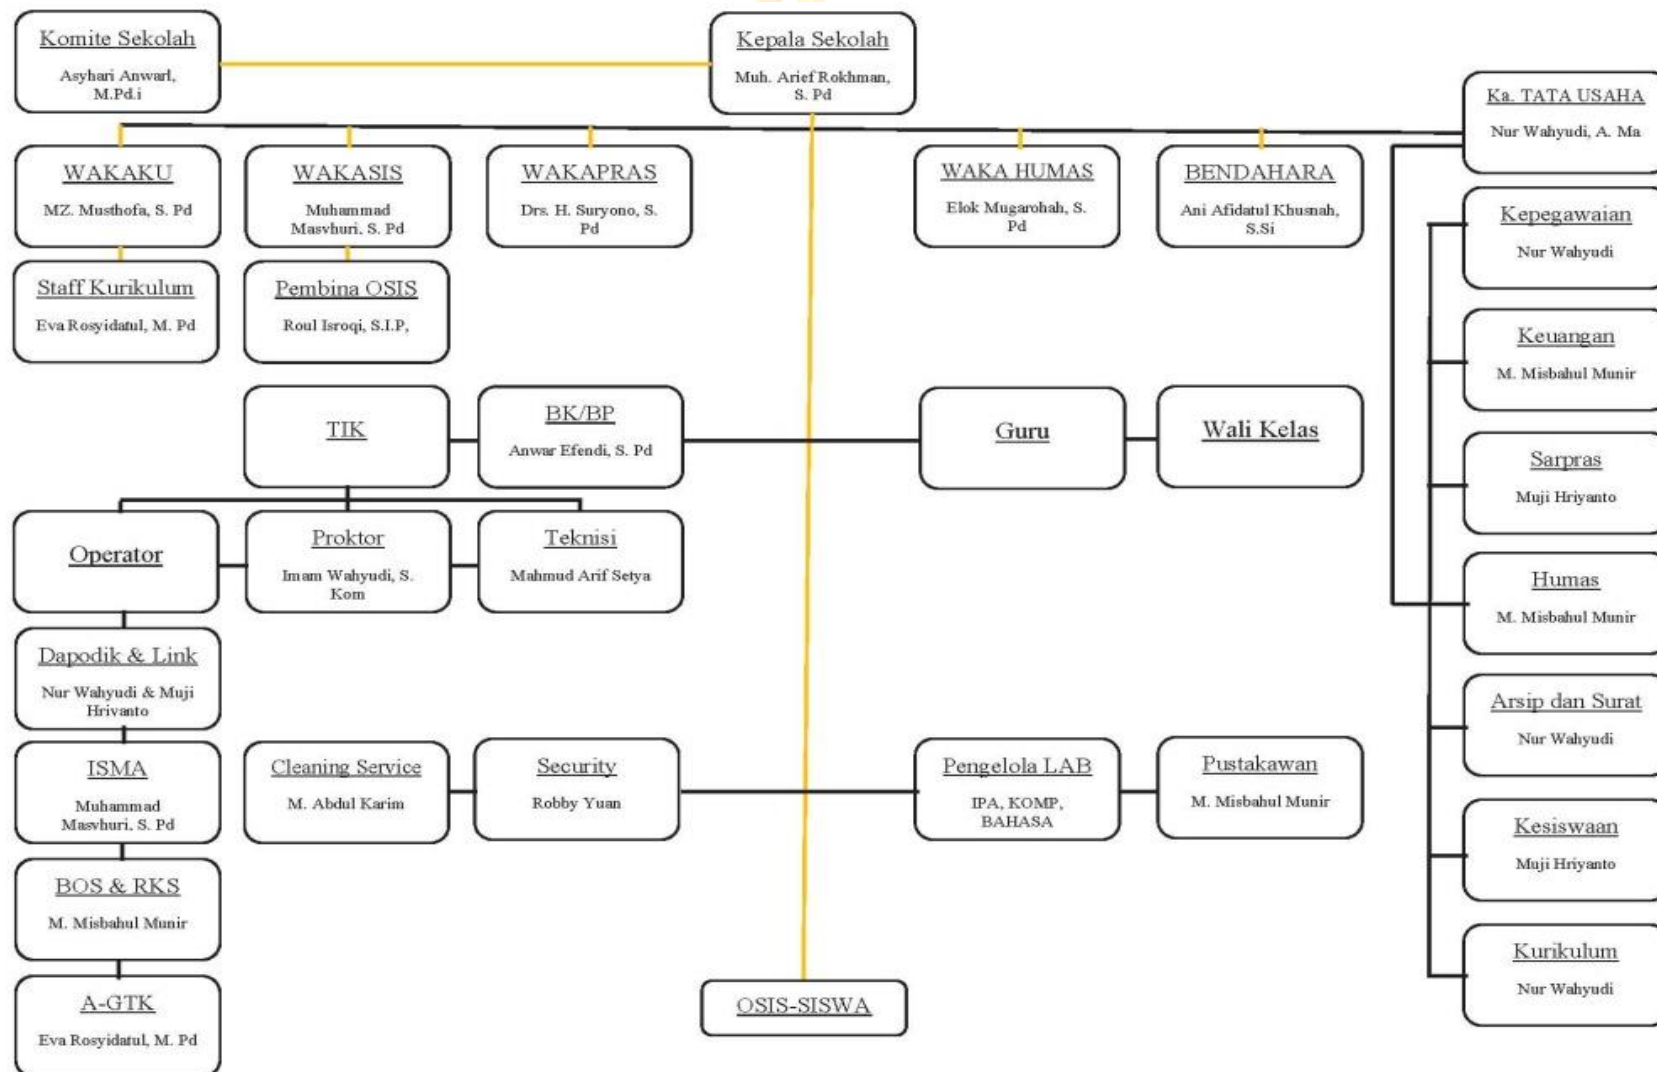 Komite Sekolah
Asyhari Anwarl,
M.Pd.i
Kepala Sekolah
Muh. Arief Rokhman,
S. Pd
Ka. TATA USAHA
Nur Wahyudi, A. Ma
WAKAKU
MZ. Musthofa, S. Pd
WAKASIS
Muhammad
Masvhuri. S. Pd
WAKAPRAS
Drs. H. Suryono, S.
Pd
WAKA HUMAS
Elok Mugarohah, S.
Pd
BENDAHARA
Ani Afidatul Khusnah,
S.Si
Kepegawaian
Nur Wahyudi
Staff Kurikulum
Eva Rosyidatul, M. Pd
Pembina OSIS
Roul Isroqi, S.I.P,
Keuangan
M. Misbahul Munir
TIK
BK/BP
Anwar Efendi, S. Pd
Guru
Wali Kelas
Sarpras
Muji Hriyanto
Operator
Proktor
Imam Wahyudi, S.
Kom
Teknisi
Mahmud Arif Setya
Humas
M. Misbahul Munir
Dapodik & Link
Nur Wahyudi & Muji
Hrivanto
Arsip dan Surat
Nur Wahyudi
ISMA
Muhammad
Masvhuri. S. Pd
Cleaning Service
M. Abdul Karim
Security
Robby Yuan
Pengelola LAB
IPA, KOMP,
BAHASA
Pustakawan
M. Misbahul Munir
Kesiswaan
Muji Hriyanto
BOS & RKS
M. Misbahul Munir
Kurikulum
Nur Wahyudi
A-GTK
Eva Rosyidatul, M. Pd
OSIS-SISWA